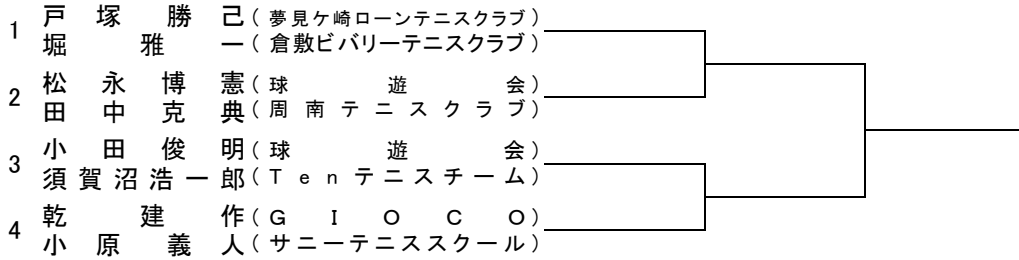 1 戸塚勝己(夢見ケ崎ローンテニスクラブ)
堀雅一(倉敷ビバリーテニスクラブ)
2 松永博憲(球遊会)
田中克典(周南テニスクラブ)
3 小田俊明(球遊会)
須賀沼浩一郎(Tenテニスチーム)
4 乾建作(GIOCO)
小原義人(サニーテニススクール)